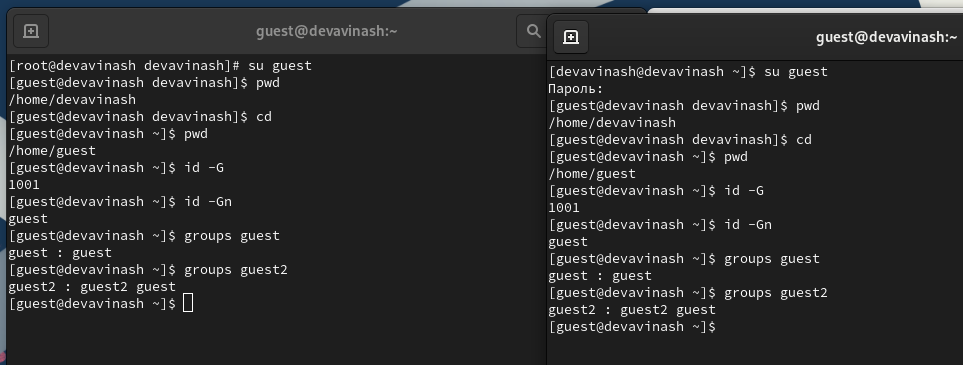 guest@devavinash:~
[root@devavinash devavinash]# su guest
[guest@devavinash devavinash]$ pwd
/home/devavinash
[guest@devavinash devavinash]$ cd
[guest@devavinash ~]$ pwd
/home/guest
[guest@devavinash ~]$ id -G
1001
[guest@devavinash ~]$ id -Gn
guest
[guest@devavinash ~]$ groups guest
guest : guest
[guest@devavinash ~]$ groups guest2
guest2 : guest2 guest
[guest@devavinash ~]$
guest@devavinash:~
[devavinash@devavinash ~]$ su guest
Пароль:
[guest@devavinash devavinash]$ pwd
/home/devavinash
[guest@devavinash devavinash]$ cd
[guest@devavinash ~]$ pwd
/home/guest
[guest@devavinash ~]$ id -G
1001
[guest@devavinash ~]$ id -Gn
guest
[guest@devavinash ~]$ groups guest
guest : guest
[guest@devavinash ~]$ groups guest2
guest2 : guest2 guest
[guest@devavinash ~]$